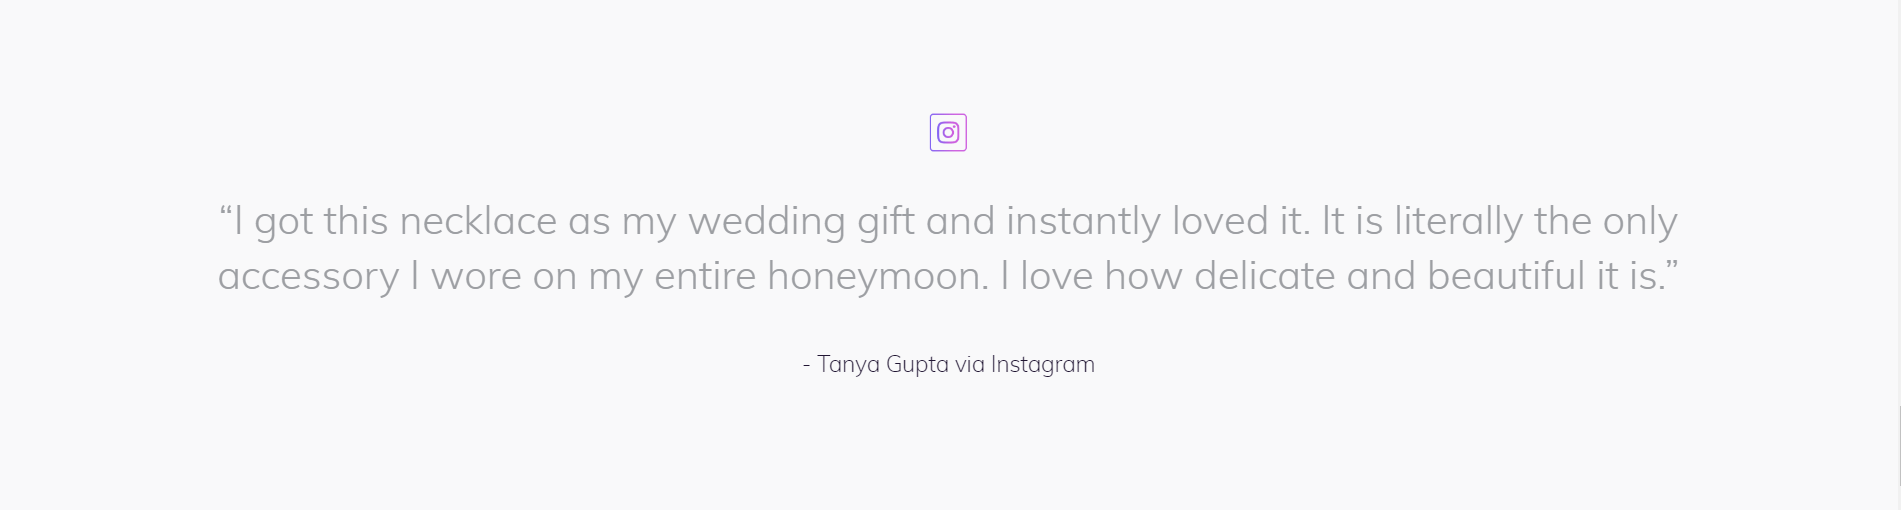 “I got this necklace as my wedding gift and instantly loved it. It is literally the only
accessory I wore on my entire honeymoon. I love how delicate and beautiful it is.”
- Tanya Gupta via Instagram